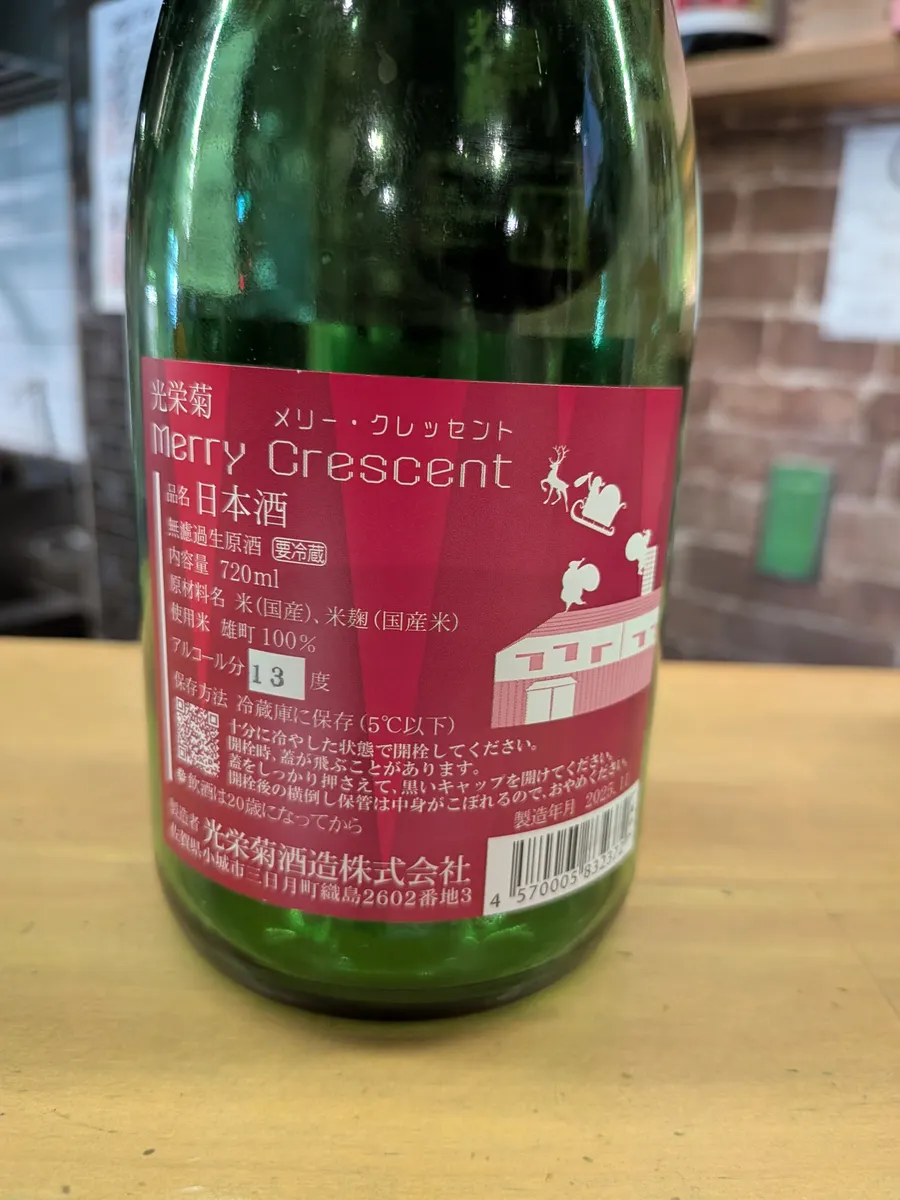 光栄菊
メリー・クレッセント
Merry Crescent
品名 日本酒
無濾過生原酒 要冷蔵
内容量 720ml
原材料名 米(国産)、米麹(国産米)
使用米 雄町100%
アルコール分 13 度
保存方法 冷蔵庫に保存(5℃以下)
十分に冷やした状態で開栓してください。
開栓時、蓋が飛ぶことがあります。
蓋をしっかり押さえて、黒いキャップを開けてください。
開栓後の横倒し保管は中身がこぼれるので、おやめください。
飲酒は20歳になってから
製造年月 2025.
製造者 光栄菊酒造株式会社
佐賀県小城市三日月町織島2602番地3
4 570005 83237